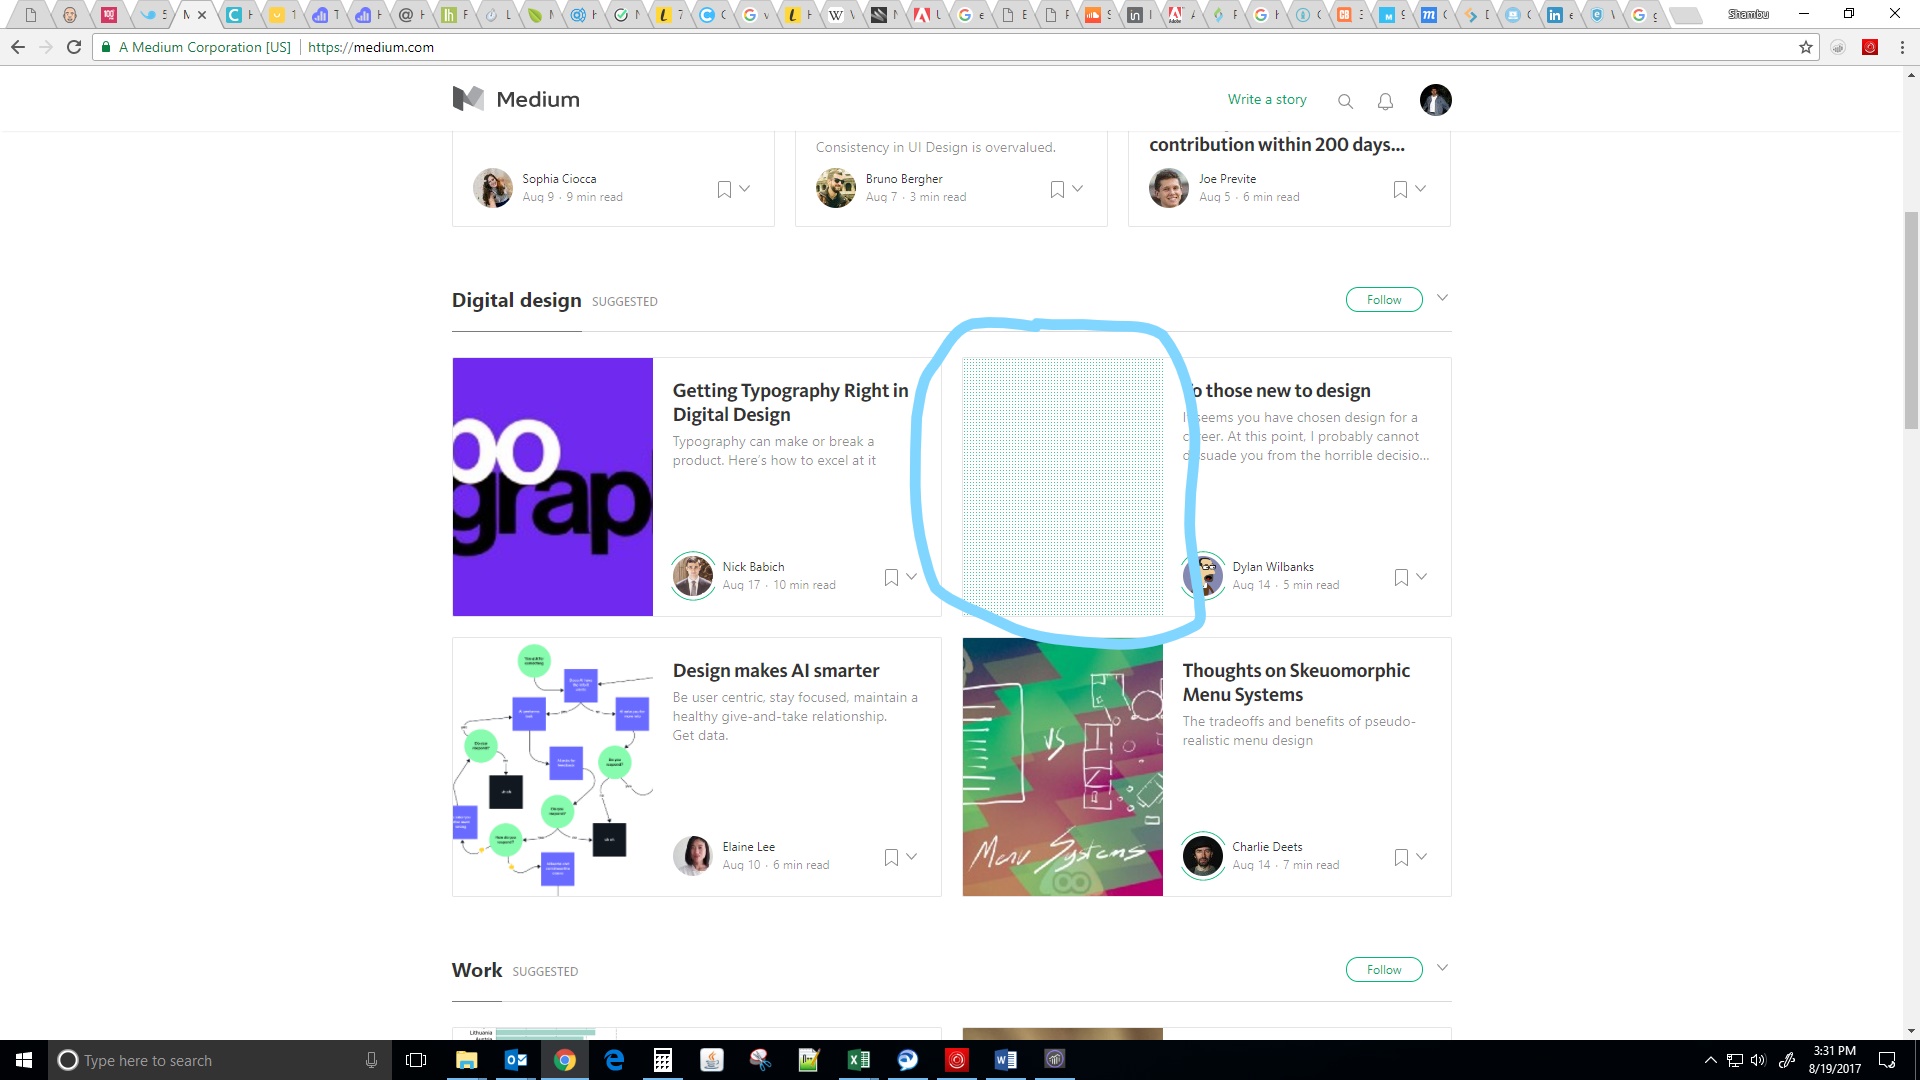 Shambu
A Medium Corporation [US]
https://medium.com
Medium
Write a story
Consistency in UI Design is overvalued.
contribution within 200 days...
Sophia Ciocca
Aug 9 · 9 min read
Bruno Bergher
Aug 7 · 3 min read
Joe Previte
Aug 5 · 6 min read
Digital design SUGGESTED
Follow
oo
grap
Getting Typography Right in
Digital Design
Typography can make or break a
product. Here's how to excel at it
Nick Babich
Aug 17 · 10 min read
o those new to design
It seems you have chosen design for a
career. At this point, I probably cannot
dissuade you from the horrible decisio...
Dylan Wilbanks
Aug 14 · 5 min read
Design makes AI smarter
Be user centric, stay focused, maintain a
healthy give-and-take relationship.
Get data.
Elaine Lee
Aug 10 · 6 min read
VS
Menu Systems
Thoughts on Skeuomorphic
Menu Systems
The tradeoffs and benefits of pseudo-
realistic menu design
Charlie Deets
Aug 14 · 7 min read
Work SUGGESTED
Follow
Lithuania
Austria
Type here to search
3:31 PM
8/19/2017